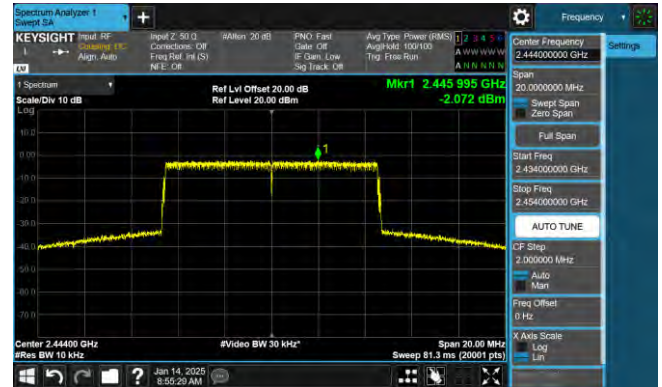 Spectrum Analyzer 1
Swept SA
+
Frequency
KEYSIGHT
Input: RF
Coupling: DC
Align: Auto
Input Z: 50 Ω
Corrections: Off
Freq Ref: Int (S)
NFE: Off
#Atten: 20 dB
PNO: Fast
Gate: Off
IF Gain: Low
Sig Track: Off
Avg Type: Power (RMS)
Avg|Hold: 100/100
Trig: Free Run
1 2 3 4 5 6
A W W W W W
A N N N N N
L
LXI
1 Spectrum
Scale/Div 10 dB
Log
Ref Lvl Offset 20.00 dB
Ref Level 20.00 dBm
Mkr1 2.445 995 GHz
-2.072 dBm
10.0
0.00
-10.0
-20.0
-30.0
-40.0
-50.0
-60.0
-70.0
1
Center 2.44400 GHz
#Res BW 10 kHz
#Video BW 30 kHz*
Span 20.00 MHz
Sweep 81.3 ms (20001 pts)
Center Frequency
2.444000000 GHz
Settings
Span
20.0000000 MHz
Swept Span
Zero Span
Full Span
Start Freq
2.434000000 GHz
Stop Freq
2.454000000 GHz
AUTO TUNE
CF Step
2.000000 MHz
Auto
Man
Freq Offset
0 Hz
X Axis Scale
Log
Lin
?
Jan 14, 2025
8:55:29 AM